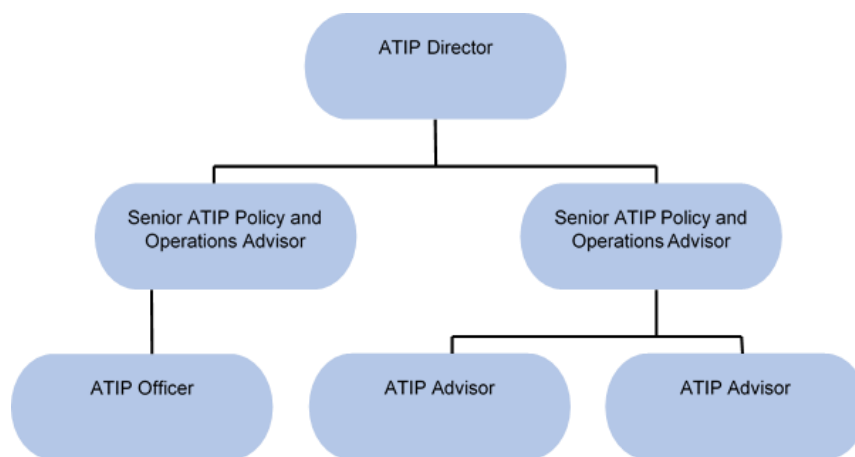 ATIP Director
Senior ATIP Policy and
Operations Advisor
Senior ATIP Policy and
Operations Advisor
ATIP Officer
ATIP Advisor
ATIP Advisor